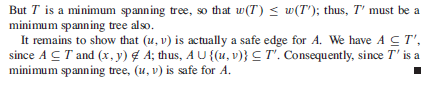 But T is a minimum spanning tree, so that w(T) ≤ w(T′); thus, T′ must be a
minimum spanning tree also.
It remains to show that (u, v) is actually a safe edge for A. We have A ⊆ T′,
since A ⊆ T and (x, y) ∉ A; thus, A ∪ {(u, v)} ⊆ T′. Consequently, since T′ is a
minimum spanning tree, (u, v) is safe for A. ■